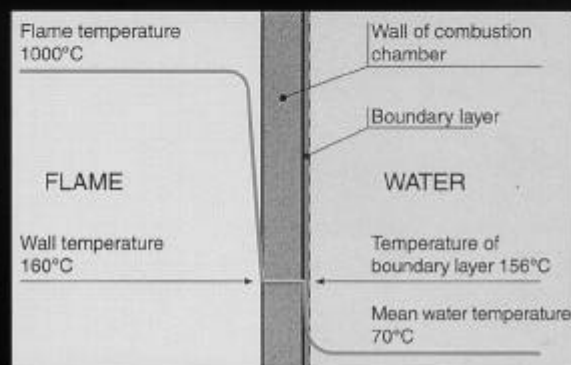 Flame temperature
1000°C
Wall of combustion
chamber
Boundary layer
FLAME
WATER
Wall temperature
160°C
Temperature of
boundary layer 156°C
Mean water temperature
70°C